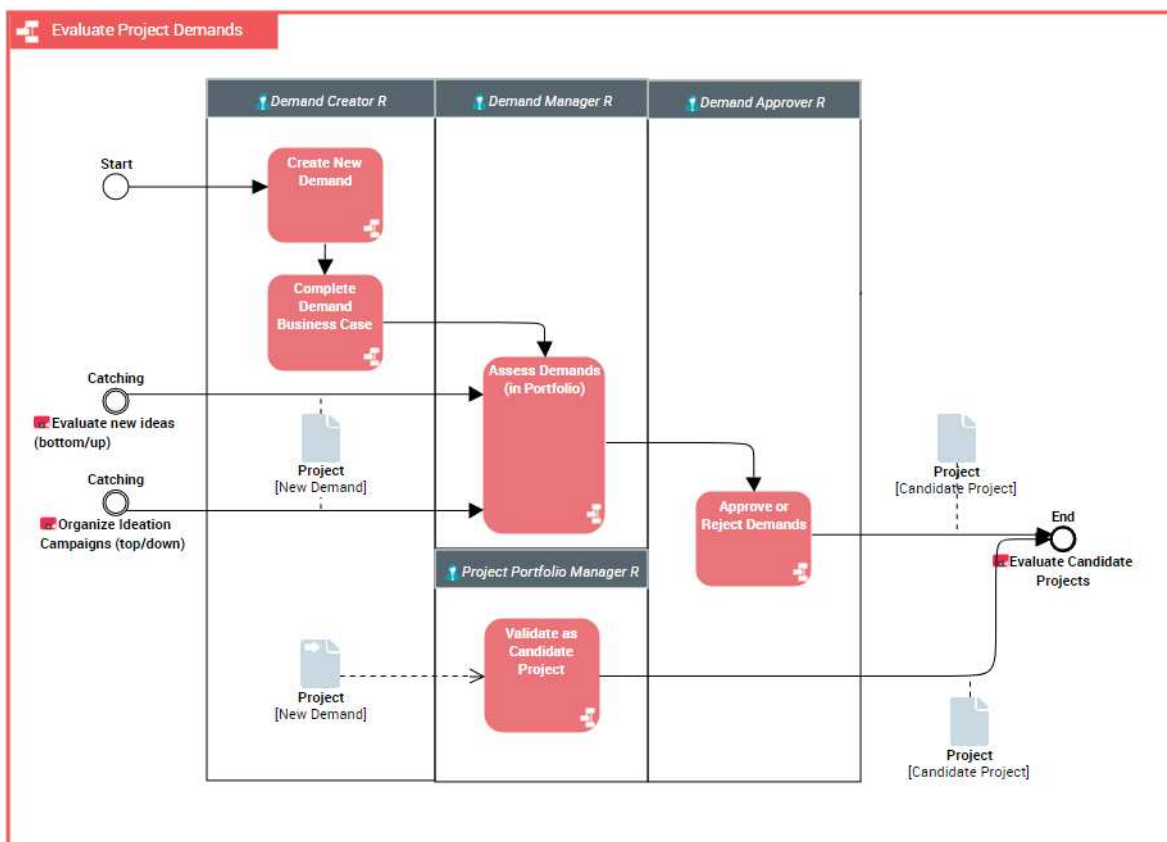 Evaluate Project Demands
Demand Creator R
Demand Manager R
Demand Approver R
Start
Create New
Demand
Complete
Demand
Business Case
Catching
Evaluate new ideas
(bottom/up)
Assess Demands
(in Portfolio)
Project
[New Demand]
Catching
Organize Ideation
Campaigns (top/down)
Project
[Candidate Project]
Approve or
Reject Demands
End
Evaluate Candidate
Projects
Project Portfolio Manager R
Validate as
Candidate
Project
Project
[New Demand]
Project
[Candidate Project]